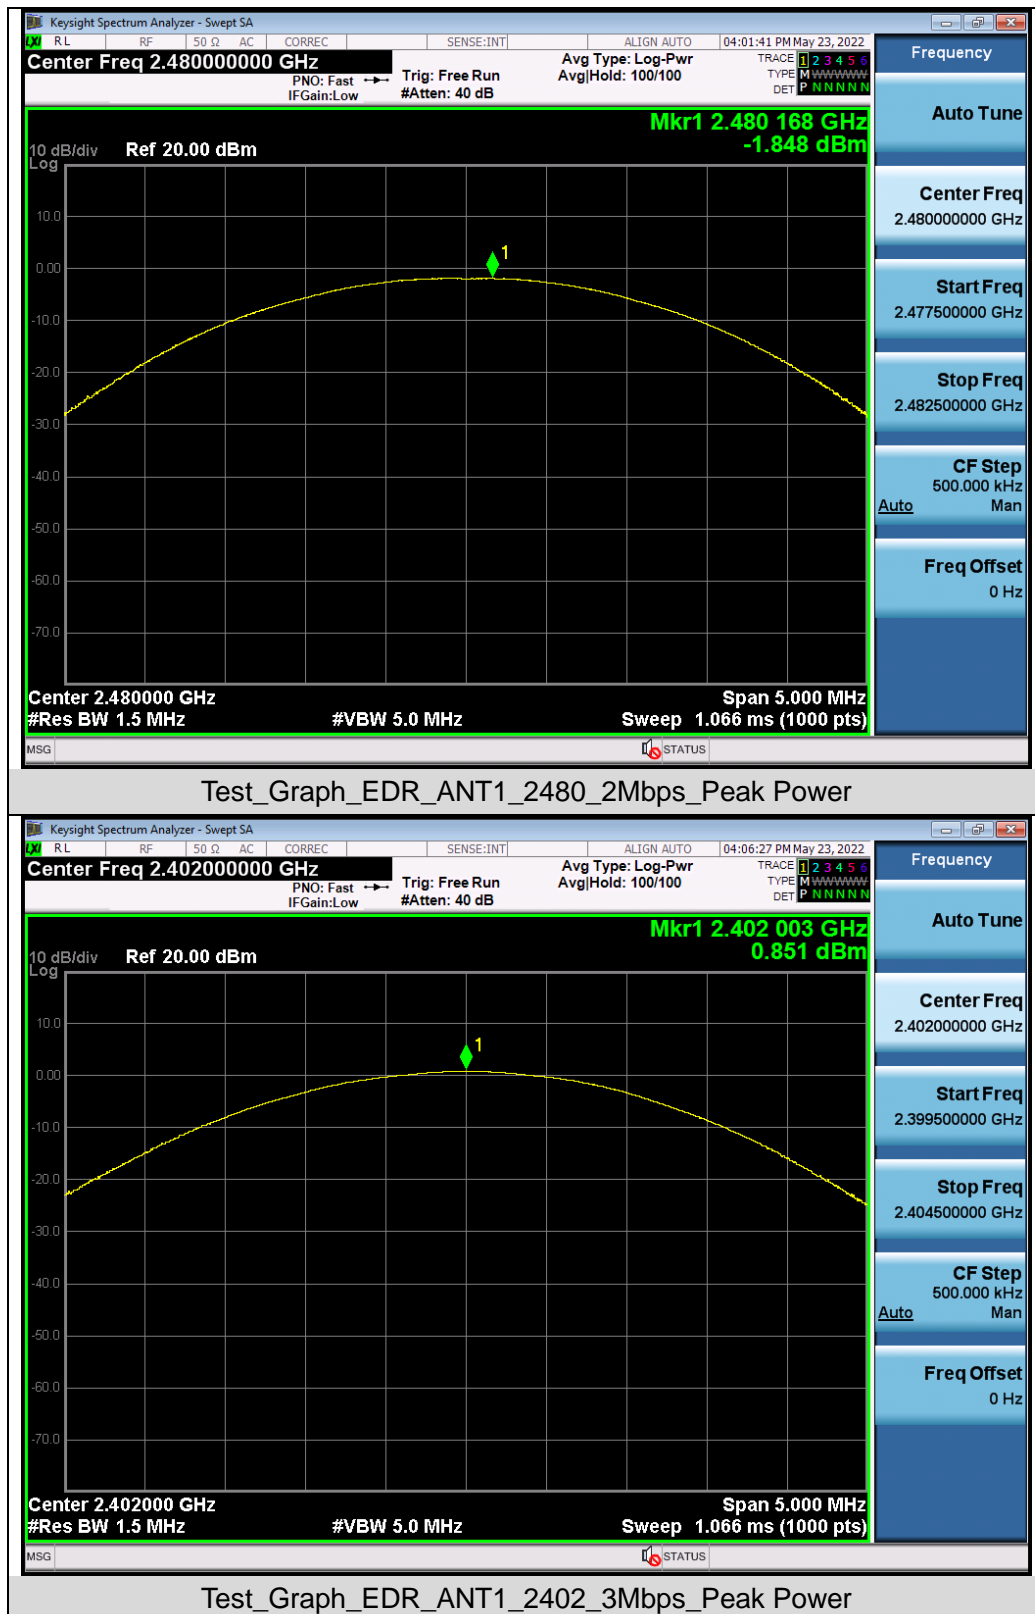 Keysight Spectrum Analyzer - Swept SA
LXI RL RF 50 Ω AC CORREC SENSE:INT ALIGN AUTO 04:01:41 PM May 23, 2022
Center Freq 2.480000000 GHz
PNO: Fast
IFGain:Low
Trig: Free Run
#Atten: 40 dB
Avg Type: Log-Pwr
Avg|Hold: 100/100
TRACE 1 2 3 4 5 6
TYPE M WWWWW
DET P N N N N N
Mkr1 2.480 168 GHz
-1.848 dBm
10 dB/div Ref 20.00 dBm
Log
10.0
0.00
-10.0
-20.0
-30.0
-40.0
-50.0
-60.0
-70.0
1
Center 2.480000 GHz Span 5.000 MHz
#Res BW 1.5 MHz #VBW 5.0 MHz Sweep 1.066 ms (1000 pts)
MSG STATUS
Frequency
Auto Tune
Center Freq
2.480000000 GHz
Start Freq
2.477500000 GHz
Stop Freq
2.482500000 GHz
CF Step
500.000 kHz
Auto Man
Freq Offset
0 Hz
Test_Graph_EDR_ANT1_2480_2Mbps_Peak Power
Keysight Spectrum Analyzer - Swept SA
LXI RL RF 50 Ω AC CORREC SENSE:INT ALIGN AUTO 04:06:27 PM May 23, 2022
Center Freq 2.402000000 GHz
PNO: Fast
IFGain:Low
Trig: Free Run
#Atten: 40 dB
Avg Type: Log-Pwr
Avg|Hold: 100/100
TRACE 1 2 3 4 5 6
TYPE M WWWWW
DET P N N N N N
Mkr1 2.402 003 GHz
0.851 dBm
10 dB/div Ref 20.00 dBm
Log
10.0
0.00
-10.0
-20.0
-30.0
-40.0
-50.0
-60.0
-70.0
1
Center 2.402000 GHz Span 5.000 MHz
#Res BW 1.5 MHz #VBW 5.0 MHz Sweep 1.066 ms (1000 pts)
MSG STATUS
Frequency
Auto Tune
Center Freq
2.402000000 GHz
Start Freq
2.399500000 GHz
Stop Freq
2.404500000 GHz
CF Step
500.000 kHz
Auto Man
Freq Offset
0 Hz
Test_Graph_EDR_ANT1_2402_3Mbps_Peak Power